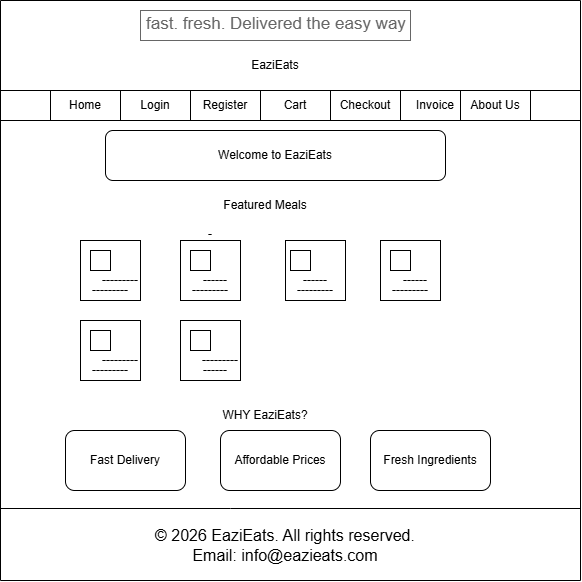 fast. fresh. Delivered the easy way
EaziEats
Home Login Register Cart Checkout Invoice About Us
Welcome to EaziEats
Featured Meals
WHY EaziEats?
Fast Delivery Affordable Prices Fresh Ingredients
© 2026 EaziEats. All rights reserved.
Email: info@eazieats.com